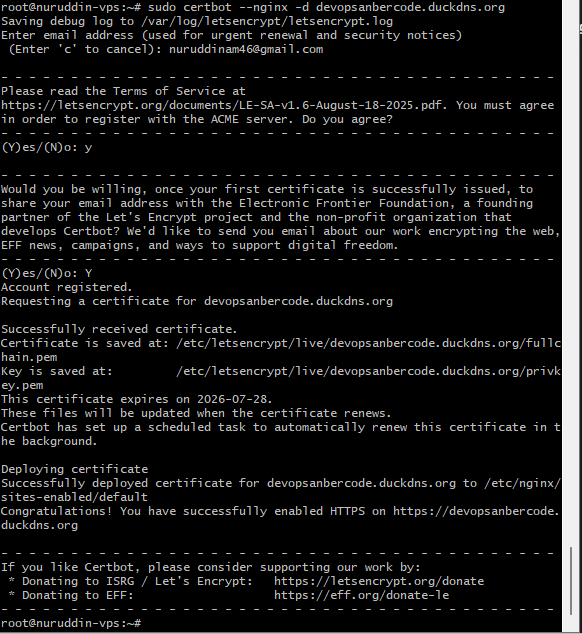 root@nuruddin-vps:~# sudo certbot --nginx -d devopsanbercode.duckdns.org
Saving debug log to /var/log/letsencrypt/letsencrypt.log
Enter email address (used for urgent renewal and security notices)
 (Enter 'c' to cancel): nuruddinam46@gmail.com

- - - - - - - - - - - - - - - - - - - - - - - - - - - - - - - - - - - - - - - -
Please read the Terms of Service at
https://letsencrypt.org/documents/LE-SA-v1.6-August-18-2025.pdf. You must agree
in order to register with the ACME server. Do you agree?
- - - - - - - - - - - - - - - - - - - - - - - - - - - - - - - - - - - - - - - -
(Y)es/(N)o: y

- - - - - - - - - - - - - - - - - - - - - - - - - - - - - - - - - - - - - - - -
Would you be willing, once your first certificate is successfully issued, to
share your email address with the Electronic Frontier Foundation, a founding
partner of the Let's Encrypt project and the non-profit organization that
develops Certbot? We'd like to send you email about our work encrypting the web,
EFF news, campaigns, and ways to support digital freedom.
- - - - - - - - - - - - - - - - - - - - - - - - - - - - - - - - - - - - - - - -
(Y)es/(N)o: Y
Account registered.
Requesting a certificate for devopsanbercode.duckdns.org

Successfully received certificate.
Certificate is saved at: /etc/letsencrypt/live/devopsanbercode.duckdns.org/fullc
hain.pem
Key is saved at:         /etc/letsencrypt/live/devopsanbercode.duckdns.org/privk
ey.pem
This certificate expires on 2026-07-28.
These files will be updated when the certificate renews.
Certbot has set up a scheduled task to automatically renew this certificate in t
he background.

Deploying certificate
Successfully deployed certificate for devopsanbercode.duckdns.org to /etc/nginx/
sites-enabled/default
Congratulations! You have successfully enabled HTTPS on https://devopsanbercode.
duckdns.org

- - - - - - - - - - - - - - - - - - - - - - - - - - - - - - - - - - - - - - - -
If you like Certbot, please consider supporting our work by:
 * Donating to ISRG / Let's Encrypt:   https://letsencrypt.org/donate
 * Donating to EFF:                    https://eff.org/donate-le
- - - - - - - - - - - - - - - - - - - - - - - - - - - - - - - - - - - - - - - -
root@nuruddin-vps:~#